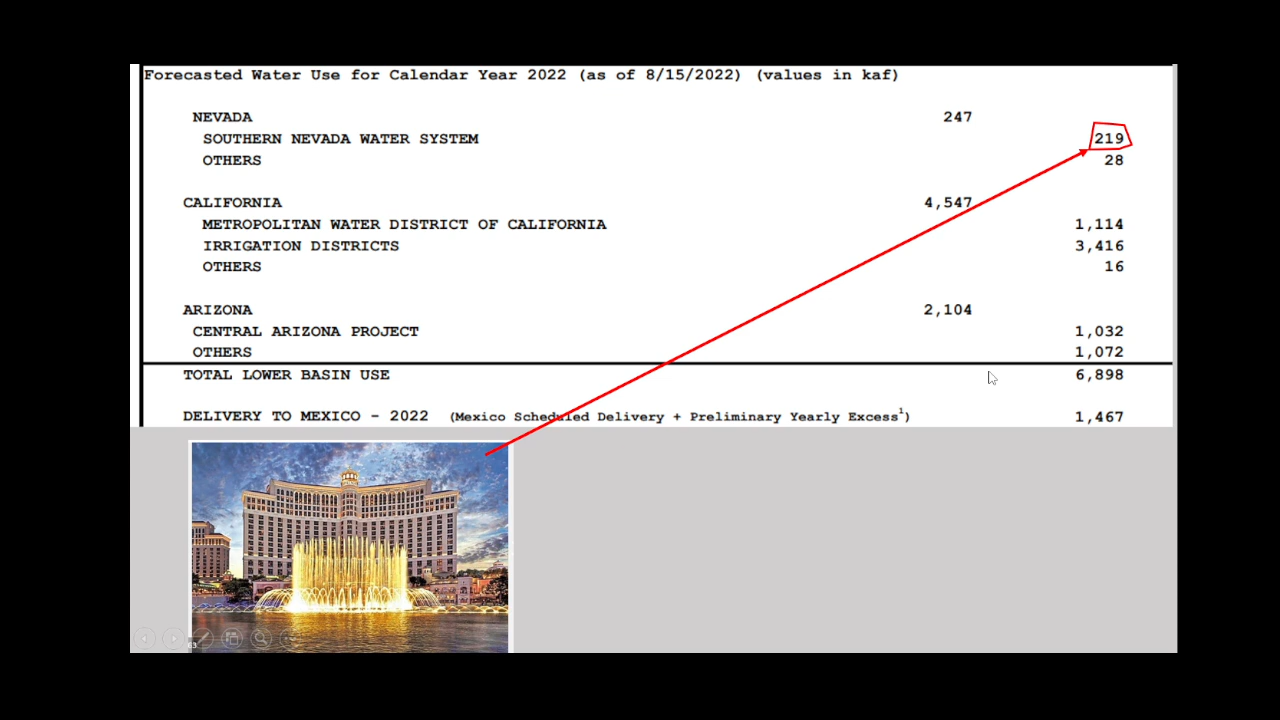 Forecasted Water Use for Calendar Year 2022 (as of 8/15/2022) (values in kaf)
NEVADA 247
SOUTHERN NEVADA WATER SYSTEM 219
OTHERS 28
CALIFORNIA 4,547
METROPOLITAN WATER DISTRICT OF CALIFORNIA 1,114
IRRIGATION DISTRICTS 3,416
OTHERS 16
ARIZONA 2,104
CENTRAL ARIZONA PROJECT 1,032
OTHERS 1,072
TOTAL LOWER BASIN USE 6,898
DELIVERY TO MEXICO - 2022 (Mexico Scheduled Delivery + Preliminary Yearly Excess¹) 1,467